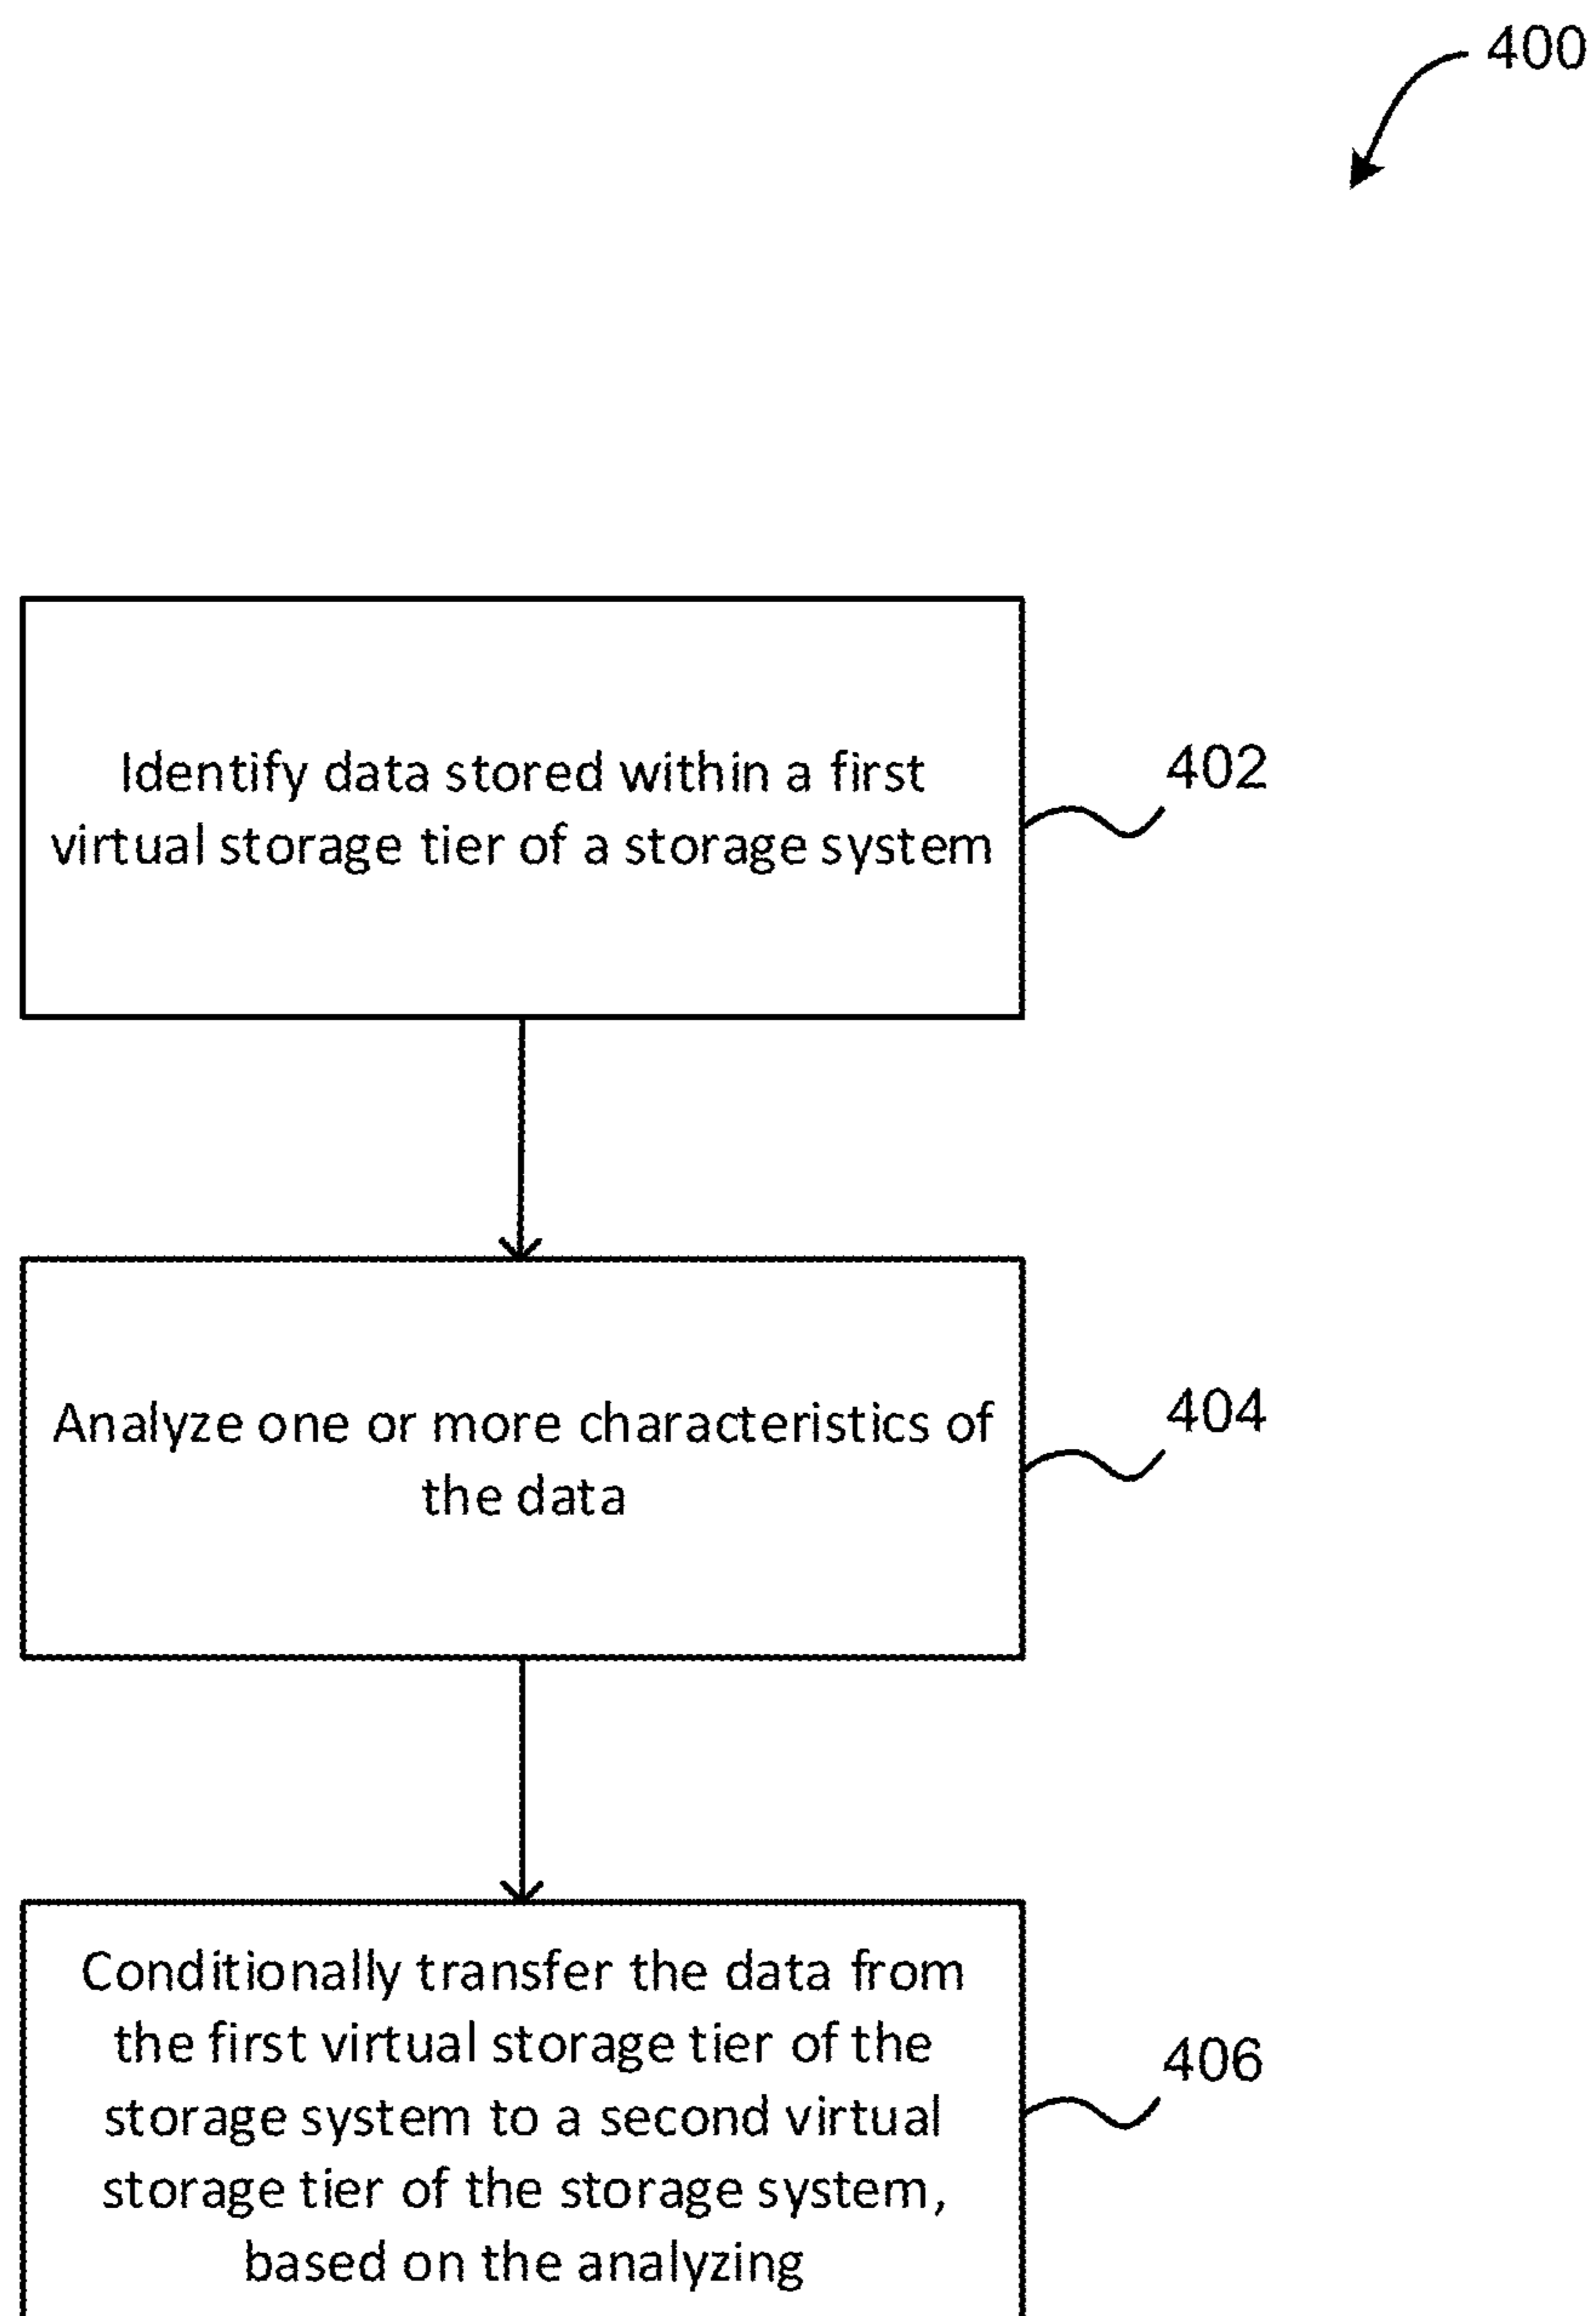 400
Identify data stored within a first
virtual storage tier of a storage system
402
Analyze one or more characteristics of
the data
404
Conditionally transfer the data from
the first virtual storage tier of the
storage system to a second virtual
storage tier of the storage system,
based on the analyzing
406